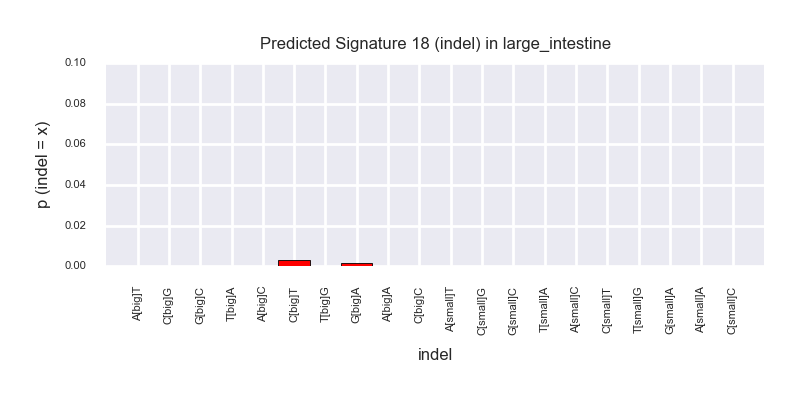 Predicted Signature 18 (indel) in large_intestine
0.10
0.08
0.06
0.04
0.02
0.00
p (indel = x)
A[big]T
C[big]G
G[big]C
T[big]A
A[big]C
C[big]T
T[big]G
G[big]A
A[big]A
C[big]C
A[small]T
C[small]G
G[small]C
T[small]A
A[small]C
C[small]T
T[small]G
G[small]A
A[small]A
C[small]C
indel